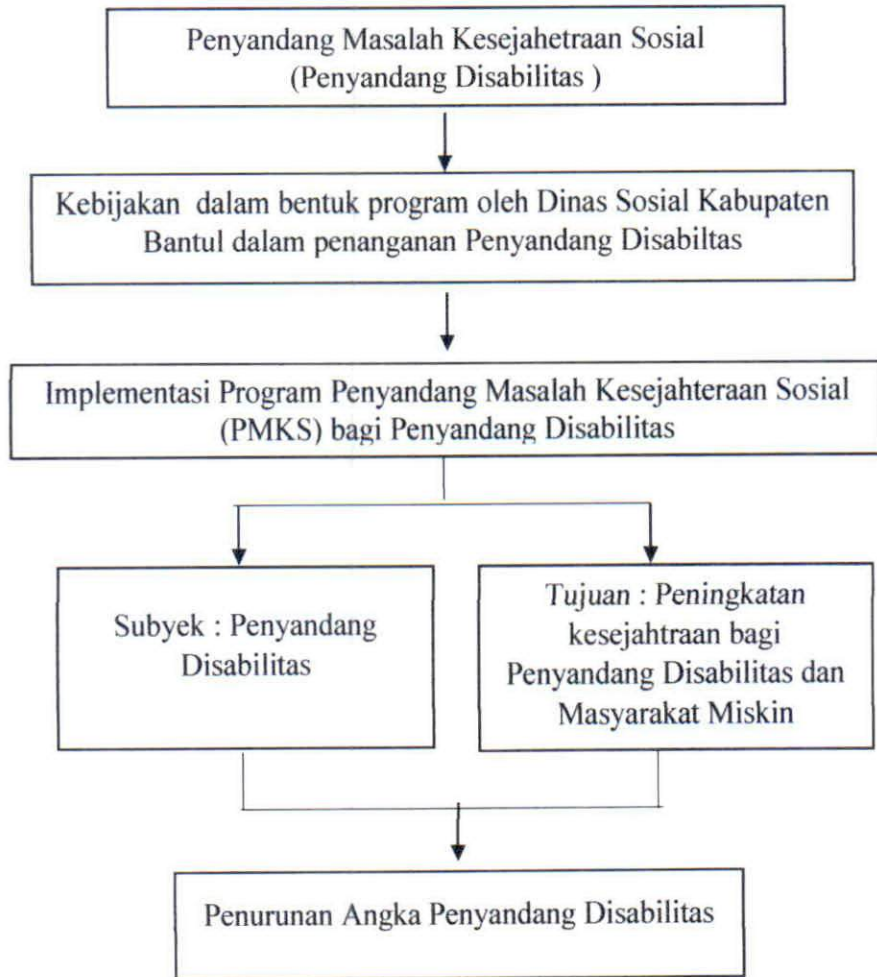 Penyandang Masalah Kesejahetraan Sosial
(Penyandang Disabilitas )
Kebijakan dalam bentuk program oleh Dinas Sosial Kabupaten
Bantul dalam penanganan Penyandang Disabiltas
Implementasi Program Penyandang Masalah Kesejahteraan Sosial
(PMKS) bagi Penyandang Disabilitas
Subyek : Penyandang
Disabilitas
Tujuan : Peningkatan
kesejahtraan bagi
Penyandang Disabilitas dan
Masyarakat Miskin
Penurunan Angka Penyandang Disabilitas